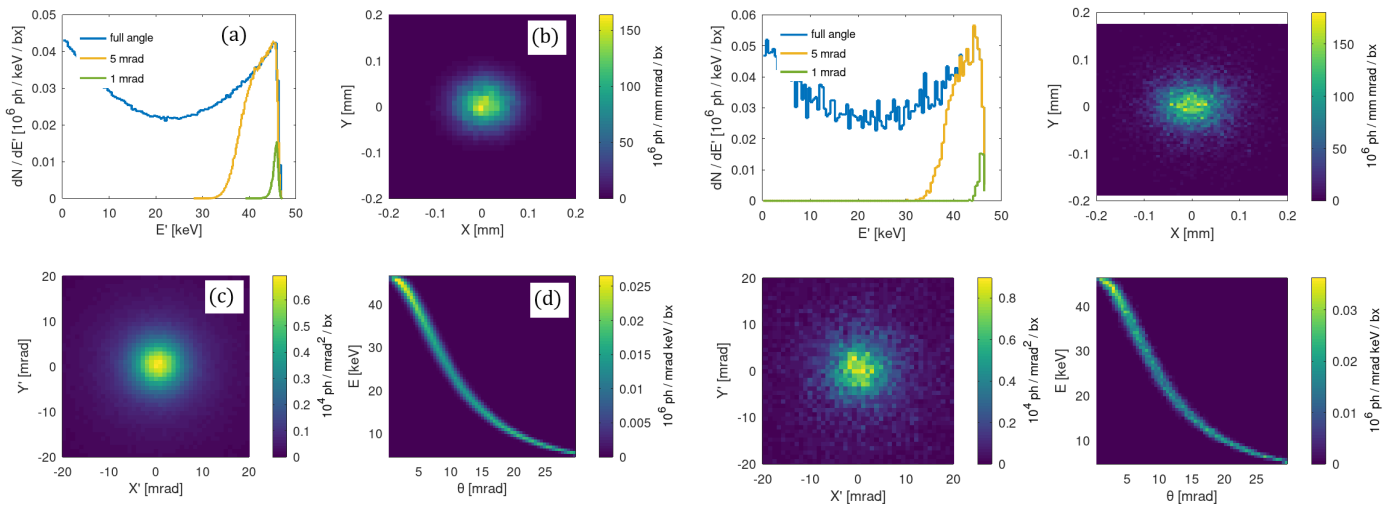 0.05
0.04
0.03
0.02
0.01
0
dN / dE' [10^6 ph / keV / bx]
full angle
5 mrad
1 mrad
(a)
0 10 20 30 40 50
E' [keV]
0.2
0.1
0
-0.1
-0.2
Y [mm]
(b)
-0.2 -0.1 0 0.1 0.2
X [mm]
150
100
50
0
10^6 ph / mm mrad / bx
0.06
0.05
0.04
0.03
0.02
0.01
0
dN / dE' [10^6 ph / keV / bx]
full angle
5 mrad
1 mrad
0 10 20 30 40 50
E' [keV]
0.2
0.1
0
-0.1
-0.2
Y [mm]
-0.2 -0.1 0 0.1 0.2
X [mm]
150
100
50
0
10^6 ph / mm mrad / bx
20
10
0
-10
-20
Y' [mrad]
(c)
-20 -10 0 10 20
X' [mrad]
0.6
0.5
0.4
0.3
0.2
0.1
0
10^4 ph / mrad^2 / bx
40
30
20
10
E [keV]
(d)
5 10 15 20 25
θ [mrad]
0.025
0.02
0.015
0.01
0.005
0
10^6 ph / mrad keV / bx
20
10
0
-10
-20
Y' [mrad]
-20 -10 0 10 20
X' [mrad]
0.8
0.6
0.4
0.2
0
10^4 ph / mrad^2 / bx
40
30
20
10
E [keV]
5 10 15 20 25
θ [mrad]
0.03
0.02
0.01
0
10^6 ph / mrad keV / bx